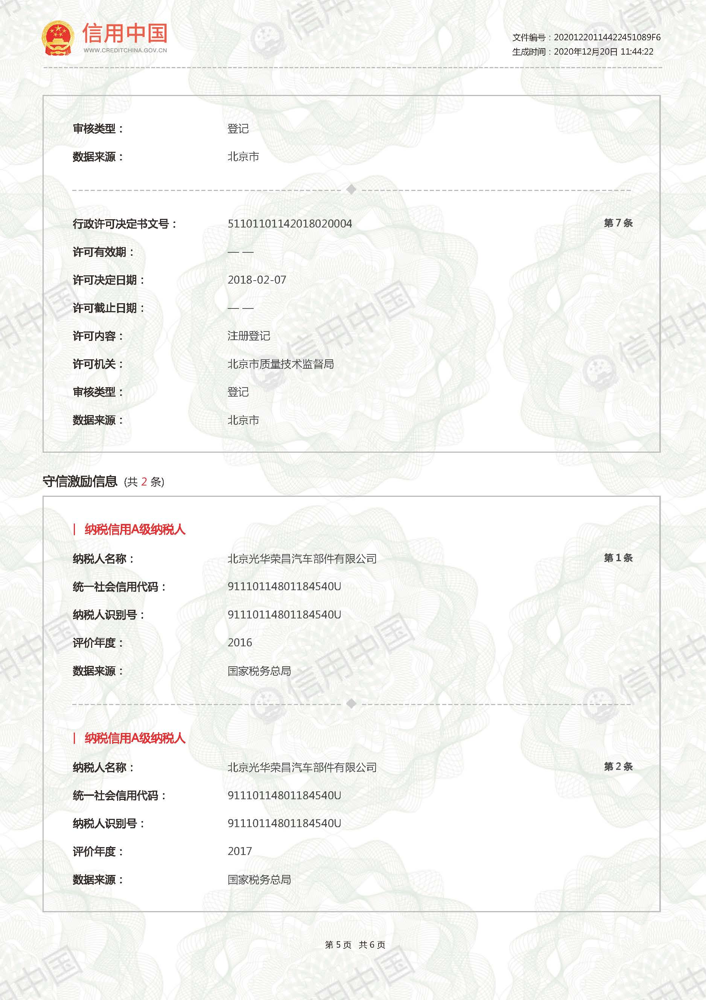 信用中国
WWW.CREDITCHINA.GOV.CN
文件编号：20201220114422451089F6
生成时间：2020年12月20日 11:44:22
审核类型： 登记
数据来源： 北京市
行政许可决定书文号： 51101101142018020004 第 7 条
许可有效期： — —
许可决定日期： 2018-02-07
许可截止日期： — —
许可内容： 注册登记
许可机关： 北京市质量技术监督局
审核类型： 登记
数据来源： 北京市
守信激励信息 (共 2 条)
纳税信用A级纳税人
纳税人名称： 北京光华荣昌汽车部件有限公司 第 1 条
统一社会信用代码： 91110114801184540U
纳税人识别号： 91110114801184540U
评价年度： 2016
数据来源： 国家税务总局
纳税信用A级纳税人
纳税人名称： 北京光华荣昌汽车部件有限公司 第 2 条
统一社会信用代码： 91110114801184540U
纳税人识别号： 91110114801184540U
评价年度： 2017
数据来源： 国家税务总局
第 5 页 共 6 页